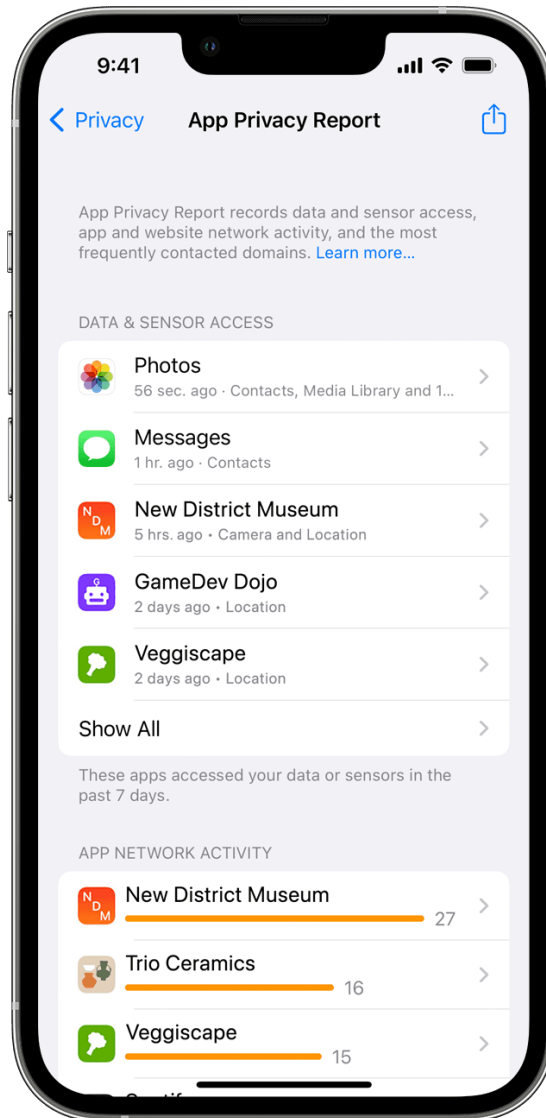 9:41
Privacy
App Privacy Report
App Privacy Report records data and sensor access,
app and website network activity, and the most
frequently contacted domains. Learn more...
DATA & SENSOR ACCESS
Photos
56 sec. ago · Contacts, Media Library and 1...
Messages
1 hr. ago · Contacts
N D M
New District Museum
5 hrs. ago • Camera and Location
G
GameDev Dojo
2 days ago • Location
Veggiscape
2 days ago • Location
Show All
These apps accessed your data or sensors in the
past 7 days.
APP NETWORK ACTIVITY
N D M
New District Museum
27
Trio Ceramics
16
Veggiscape
15